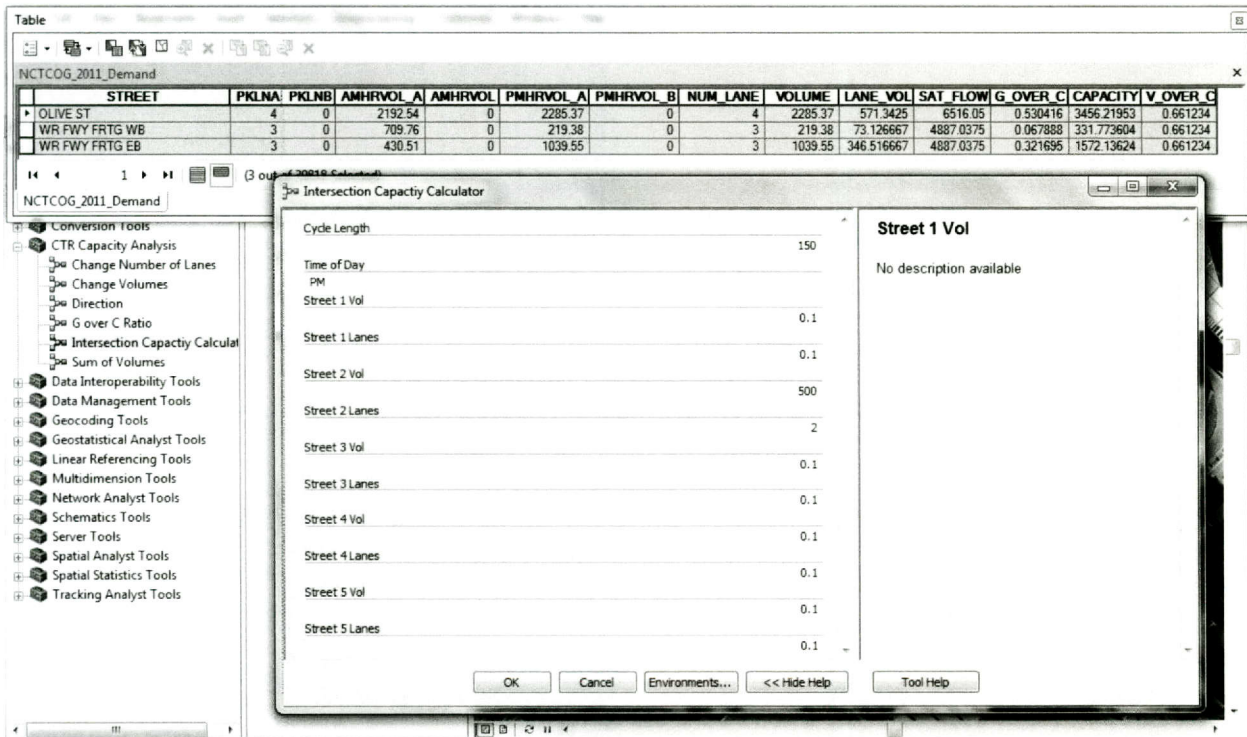 Table
NCTCOG_2011_Demand
STREET PKLNA PKLNB AMHRVOL_A AMHRVOL PMHRVOL_A PMHRVOL_B NUM_LANE VOLUME LANE_VOL SAT_FLOW G_OVER_C CAPACITY V_OVER_C
OLIVE ST 4 0 2192.54 0 2285.37 0 4 2285.37 571.3425 6516.05 0.530416 3456.21953 0.661234
WR FWY FRTG WB 3 0 709.76 0 219.38 0 3 219.38 73.126667 4887.0375 0.067888 331.773604 0.661234
WR FWY FRTG EB 3 0 430.51 0 1039.55 0 3 1039.55 346.516667 4887.0375 0.321695 1572.13624 0.661234
1 (3 out of 30818 Selected)
NCTCOG_2011_Demand
Conversion Tools
CTR Capacity Analysis
Change Number of Lanes
Change Volumes
Direction
G over C Ratio
Intersection Capactiy Calculat
Sum of Volumes
Data Interoperability Tools
Data Management Tools
Geocoding Tools
Geostatistical Analyst Tools
Linear Referencing Tools
Multidimension Tools
Network Analyst Tools
Schematics Tools
Server Tools
Spatial Analyst Tools
Spatial Statistics Tools
Tracking Analyst Tools
Intersection Capactiy Calculator
Cycle Length
150
Time of Day
PM
Street 1 Vol
0.1
Street 1 Lanes
0.1
Street 2 Vol
500
Street 2 Lanes
2
Street 3 Vol
0.1
Street 3 Lanes
0.1
Street 4 Vol
0.1
Street 4 Lanes
0.1
Street 5 Vol
0.1
Street 5 Lanes
0.1
Street 1 Vol
No description available
OK Cancel Environments... << Hide Help Tool Help